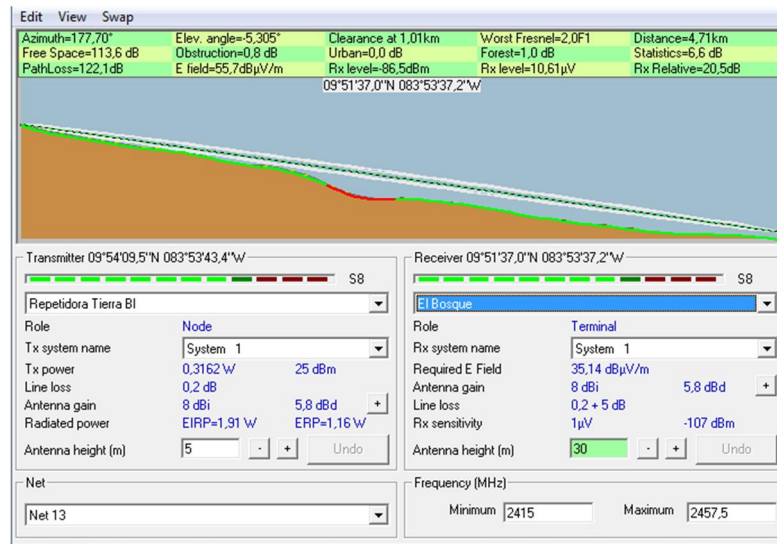 Edit View Swap
Azimuth=177,70° Elev. angle=-5,305° Clearance at 1,01km Worst Fresnel=2,0F1 Distance=4,71km
Free Space=113,6 dB Obstruction=0,8 dB Urban=0,0 dB Forest=1,0 dB Statistics=6,6 dB
PathLoss=122,1dB E field=55,7dBµV/m Rx level=-86,5dBm Rx level=10,61µV Rx Relative=20,5dB
09°51'37,0"N 083°53'37,2"W
Transmitter 09°54'09,5"N 083°53'43,4"W
S8
Repetidora Tierra Bl
Role Node
Tx system name System 1
Tx power 0,3162 W 25 dBm
Line loss 0,2 dB
Antenna gain 8 dBi 5,8 dBd +
Radiated power EIRP=1,91 W ERP=1,16 W
Antenna height (m) 5 - + Undo
Net
Net 13
Receiver 09°51'37,0"N 083°53'37,2"W
S8
El Bosque
Role Terminal
Rx system name System 1
Required E Field 35,14 dBµV/m
Antenna gain 8 dBi 5,8 dBd +
Line loss 0,2 + 5 dB
Rx sensitivity 1µV -107 dBm
Antenna height (m) 30 - + Undo
Frequency (MHz)
Minimum 2415 Maximum 2457,5